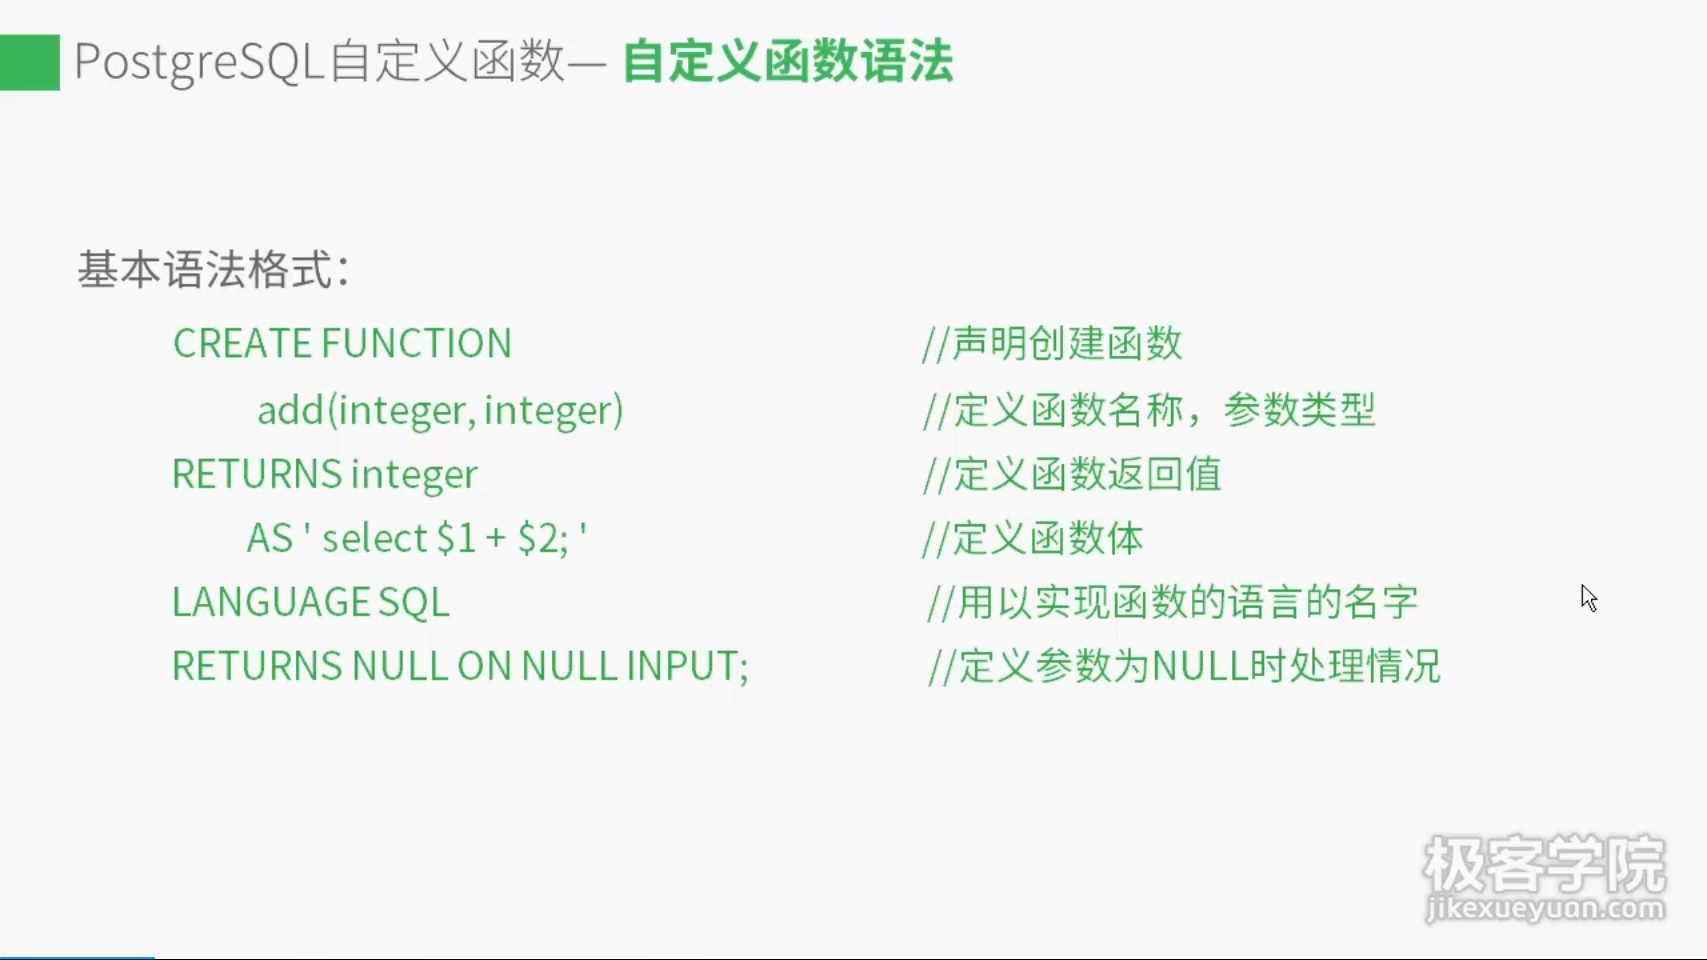 PostgreSQL自定义函数— 自定义函数语法
基本语法格式：
CREATE FUNCTION //声明创建函数
add(integer, integer) //定义函数名称，参数类型
RETURNS integer //定义函数返回值
AS ' select $1 + $2; ' //定义函数体
LANGUAGE SQL //用以实现函数的语言的名字
RETURNS NULL ON NULL INPUT; //定义参数为NULL时处理情况
极客学院
jikexueyuan.com